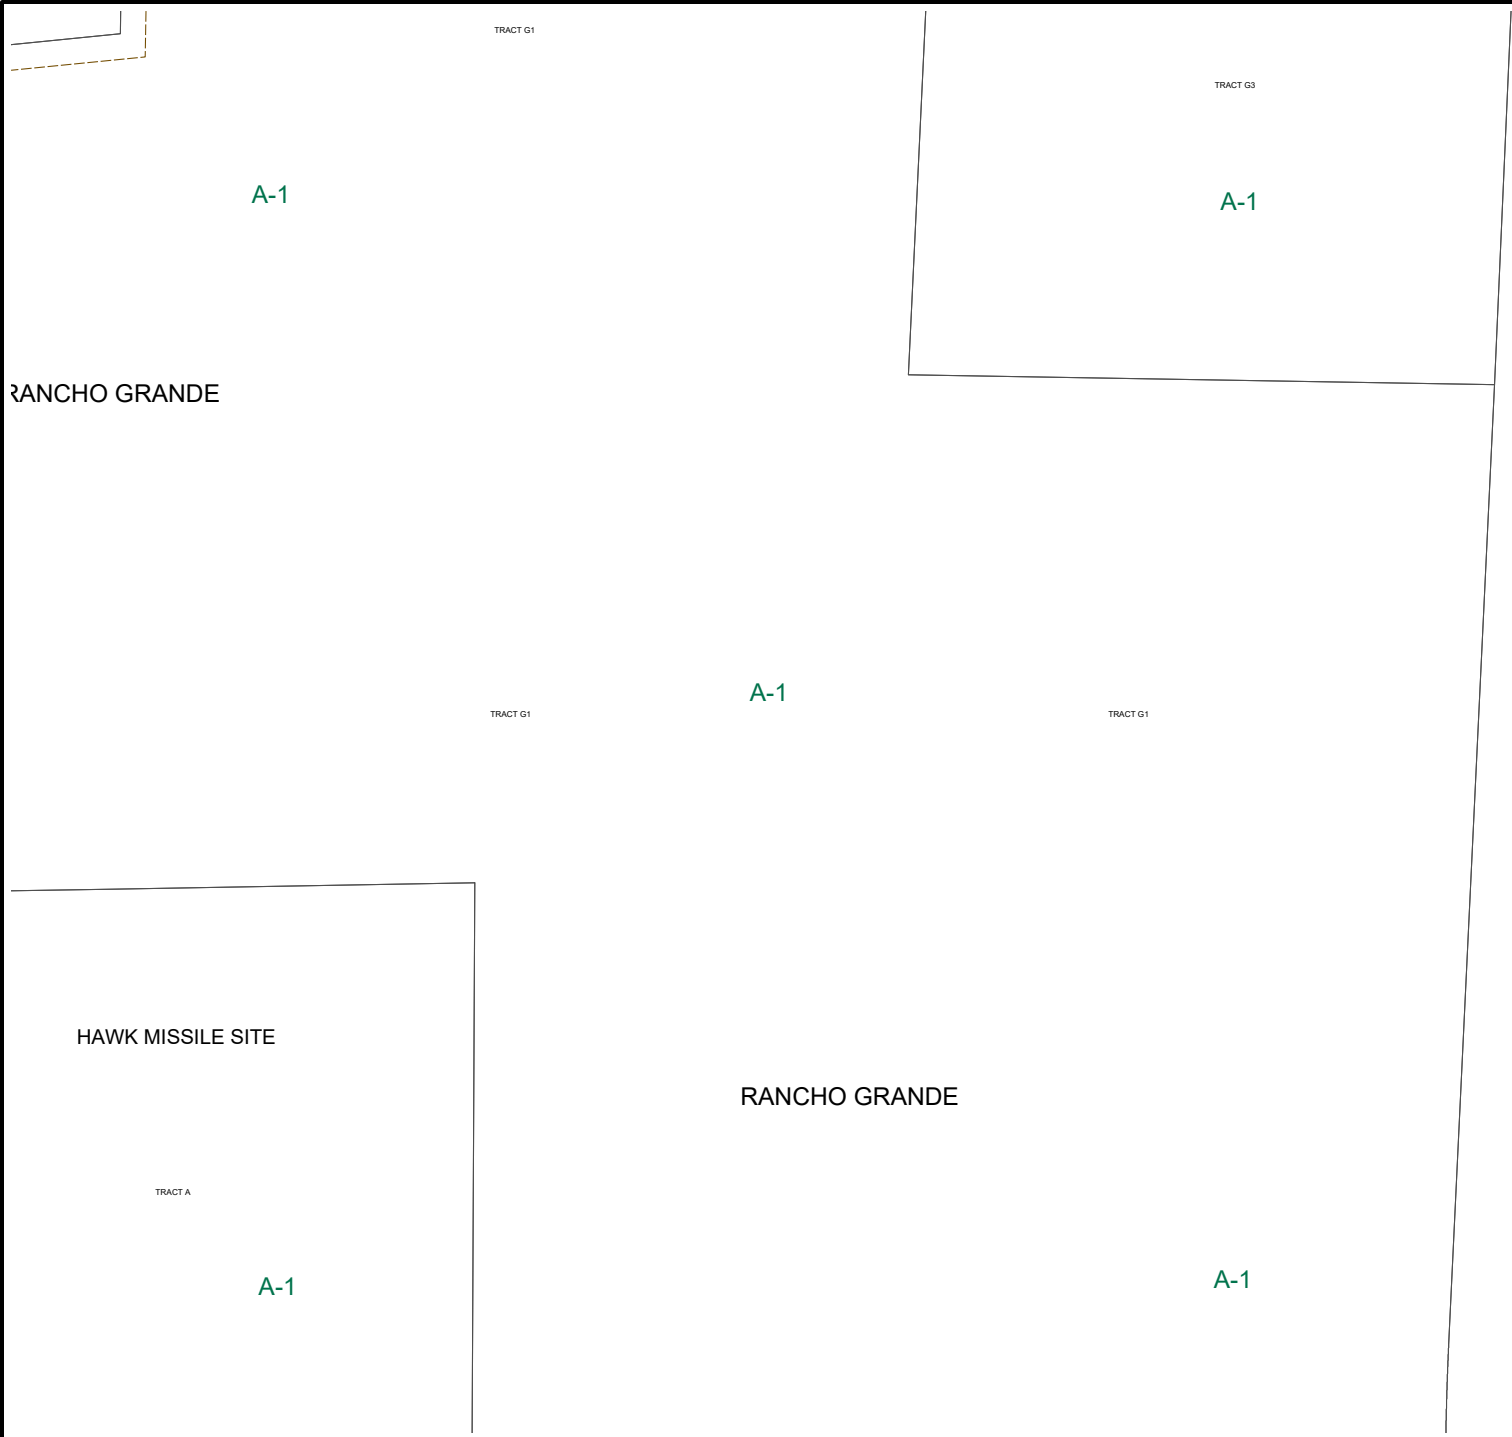 TRACT G1
TRACT G3
A-1
A-1
RANCHO GRANDE
A-1
TRACT G1
TRACT G1
HAWK MISSILE SITE
RANCHO GRANDE
TRACT A
A-1
A-1